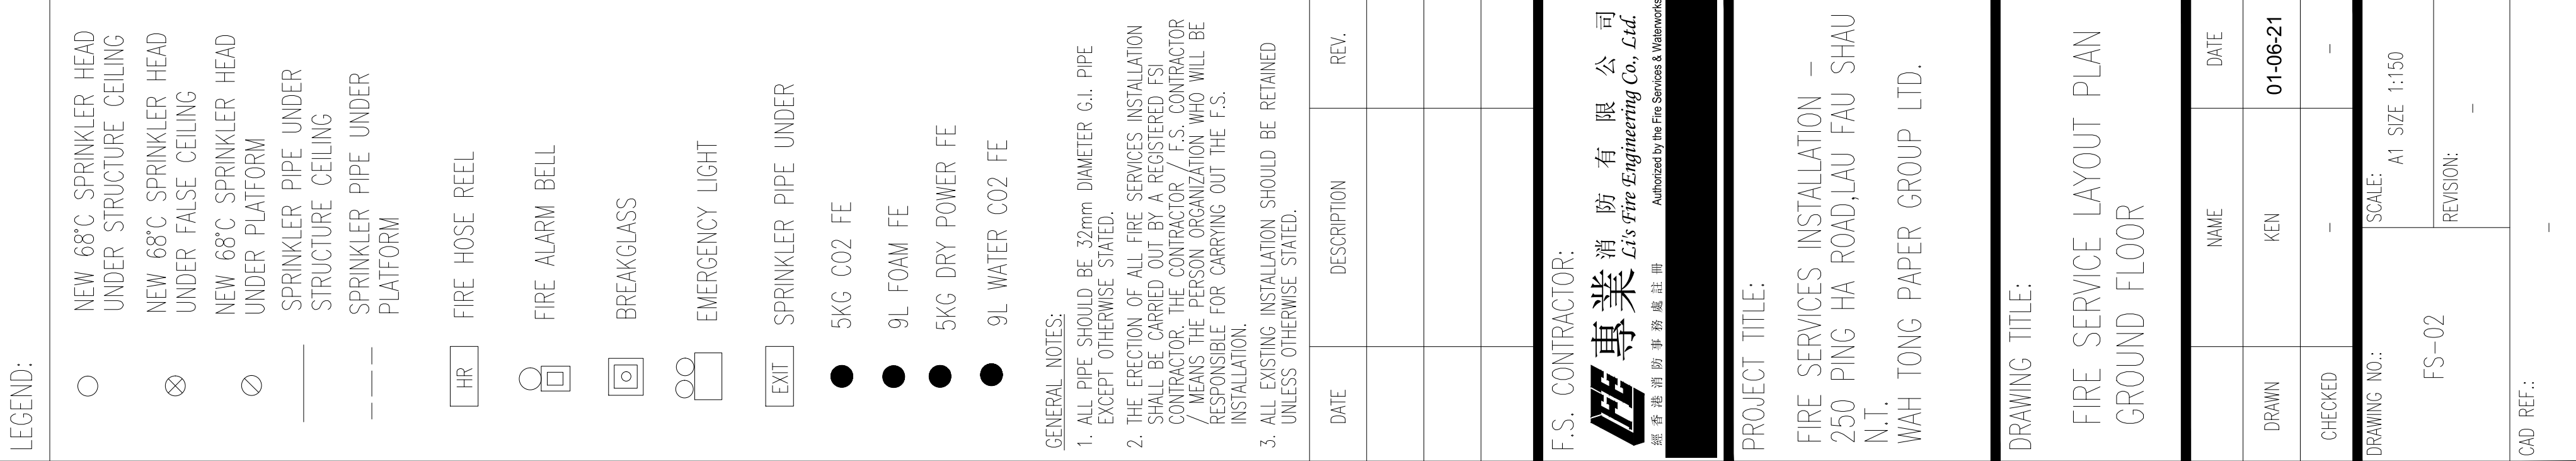 LEGEND:
NEW 68°C SPRINKLER HEAD
UNDER STRUCTURE CEILING
NEW 68°C SPRINKLER HEAD
UNDER FALSE CEILING
NEW 68°C SPRINKLER HEAD
UNDER PLATFORM
SPRINKLER PIPE UNDER
STRUCTURE CEILING
SPRINKLER PIPE UNDER
PLATFORM
HR FIRE HOSE REEL
FIRE ALARM BELL
BREAKGLASS
EMERGENCY LIGHT
EXIT SPRINKLER PIPE UNDER
5KG CO2 FE
9L FOAM FE
5KG DRY POWER FE
9L WATER CO2 FE
GENERAL NOTES:
1. ALL PIPE SHOULD BE 32mm DIAMETER G.I. PIPE
EXCEPT OTHERWISE STATED.
2. THE ERECTION OF ALL FIRE SERVICES INSTALLATION
SHALL BE CARRIED OUT BY A REGISTERED FSI
CONTRACTOR. THE CONTRACTOR / F.S. CONTRACTOR
/ MEANS THE PERSON ORGANIZATION WHO WILL BE
RESPONSIBLE FOR CARRYING OUT THE F.S.
INSTALLATION.
3. ALL EXISTING INSTALLATION SHOULD BE RETAINED
UNLESS OTHERWISE STATED.
DATE DESCRIPTION REV.
F.S. CONTRACTOR:
LFE 專業消防有限公司
Li's Fire Engineering Co., Ltd.
經香港消防事務處註冊 Authorized by the Fire Services & Waterworks
PROJECT TITLE:
FIRE SERVICES INSTALLATION –
250 PING HA ROAD,LAU FAU SHAU
N.T.
WAH TONG PAPER GROUP LTD.
DRAWING TITLE:
FIRE SERVICE LAYOUT PLAN
GROUND FLOOR
NAME DATE
DRAWN KEN 01-06-21
CHECKED – –
DRAWING NO.:
FS–02
SCALE:
A1 SIZE 1:150
REVISION:
–
CAD REF.:
–